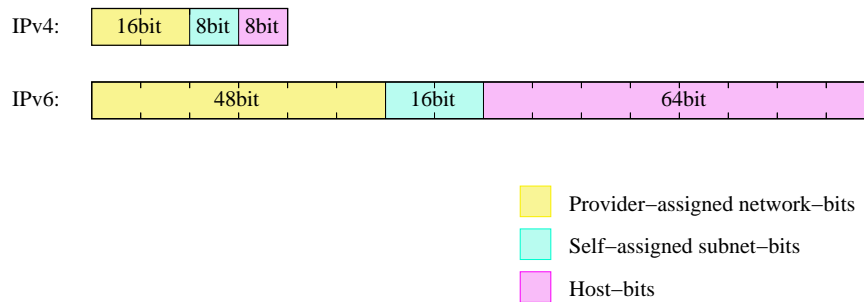 IPv4: 16bit 8bit 8bit
IPv6: 48bit 16bit 64bit
Provider−assigned network−bits
Self−assigned subnet−bits
Host−bits